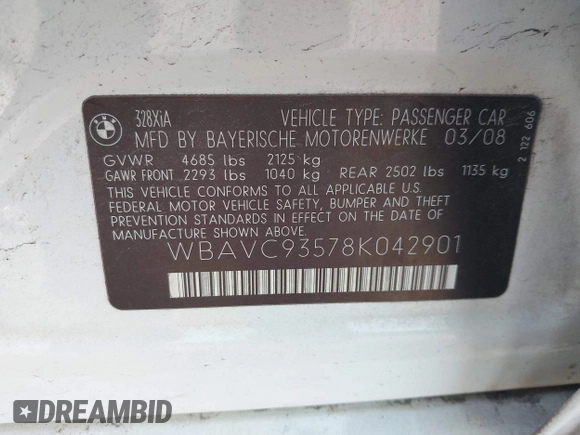 BMW
328XiA VEHICLE TYPE: PASSENGER CAR
MFD BY BAYERISCHE MOTORENWERKE 03/08
GVWR 4685 lbs 2125 kg
GAWR FRONT 2293 lbs 1040 kg REAR 2502 lbs 1135 kg
THIS VEHICLE CONFORMS TO ALL APPLICABLE U.S.
FEDERAL MOTOR VEHICLE SAFETY, BUMPER AND THEFT
PREVENTION STANDARDS IN EFFECT ON THE DATE OF
MANUFACTURE SHOWN ABOVE.
WBAVC93578K042901
2 122 606
DREAMBID